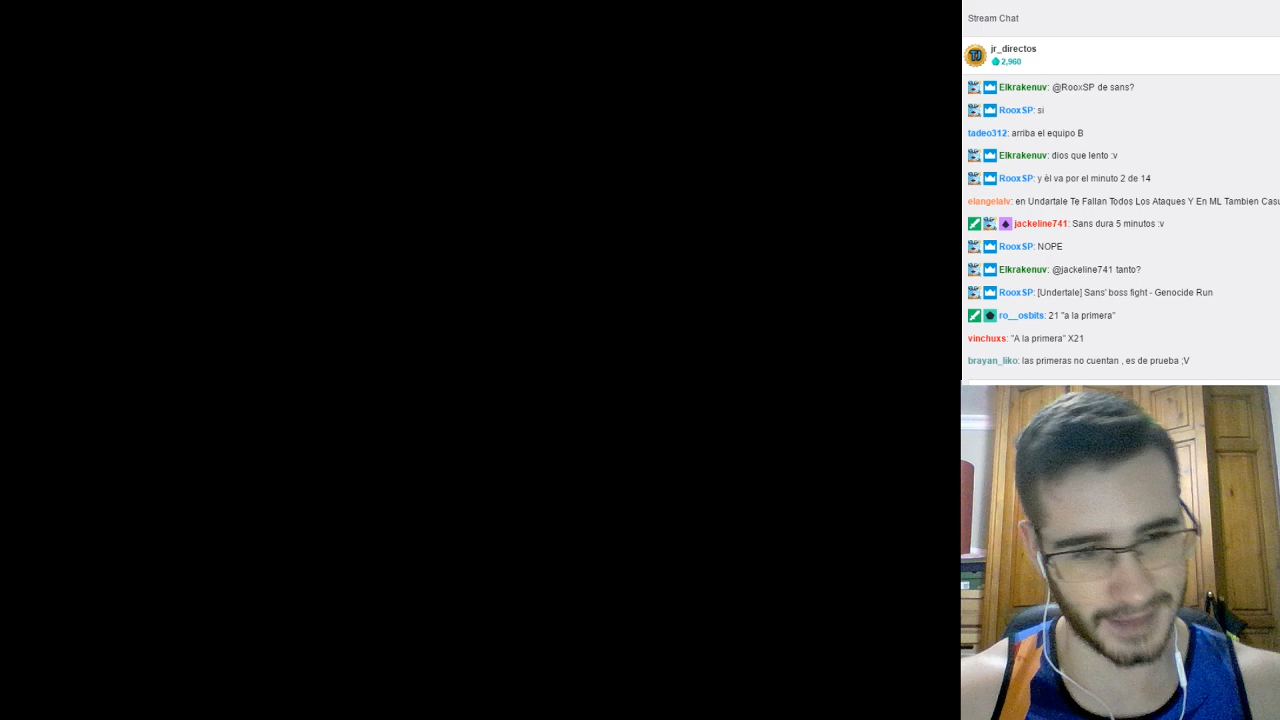 Stream Chat
jr_directos
2,960
Elkrakenuv: @RooxSP de sans?
RooxSP: si
tadeo312: arriba el equipo B
Elkrakenuv: dios que lento :v
RooxSP: y èl va por el minuto 2 de 14
elangelalv: en Undartale Te Fallan Todos Los Ataques Y En ML Tambien Casu
jackeline741: Sans dura 5 minutos :v
RooxSP: NOPE
Elkrakenuv: @jackeline741 tanto?
RooxSP: [Undertale] Sans' boss fight - Genocide Run
ro__osbits: 21 "a la primera"
vinchuxs: "A la primera" X21
brayan_liko: las primeras no cuentan , es de prueba ;V